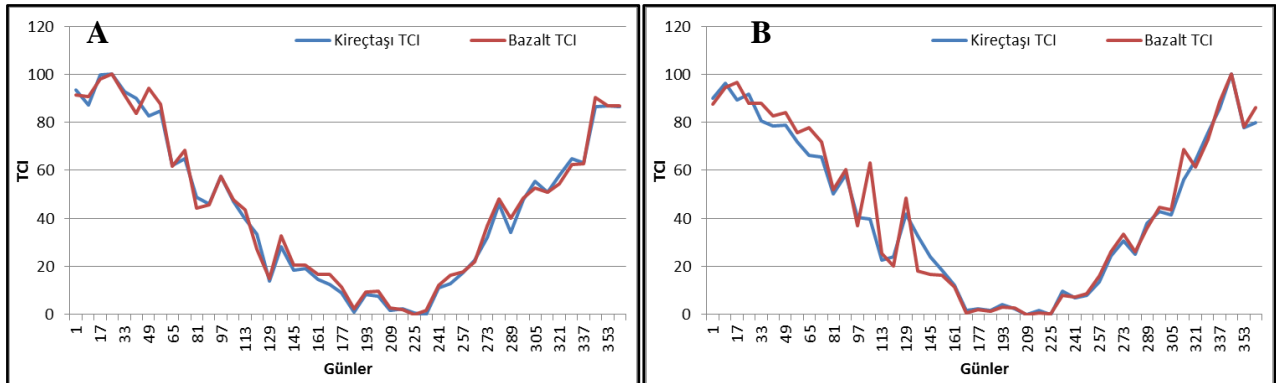 A
Kireçtaşı TCI Bazalt TCI
120
100
80
60
40
20
0
TCI
1 17 33 49 65 81 97 113 129 145 161 177 193 209 225 241 257 273 289 305 321 337 353
Günler
B
Kireçtaşı TCI Bazalt TCI
120
100
80
60
40
20
0
TCI
1 17 33 49 65 81 97 113 129 145 161 177 193 209 225 241 257 273 289 305 321 337 353
Günler